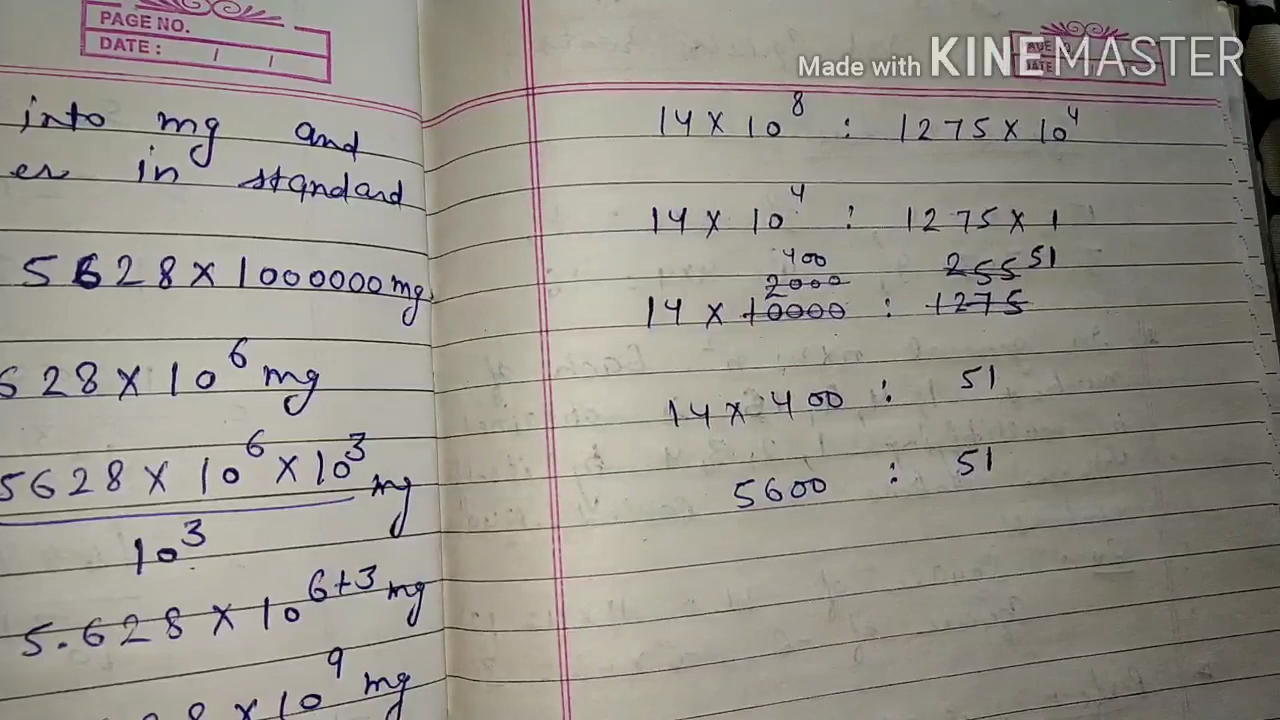 PAGE NO.
DATE : / /
into mg and
er in standard
5628 × 1000000 mg
628 × 10^6 mg
5628 × 10^6 × 10^3 mg
10^3
5.628 × 10^6+3 mg
10^9 mg
Made with KINEMASTER
14 × 10^8 : 1275 × 10^4
14 × 10^4 : 1275 × 1
400
2000 255 51
14 × 10000 : 1275
14 × 400 : 51
5600 : 51